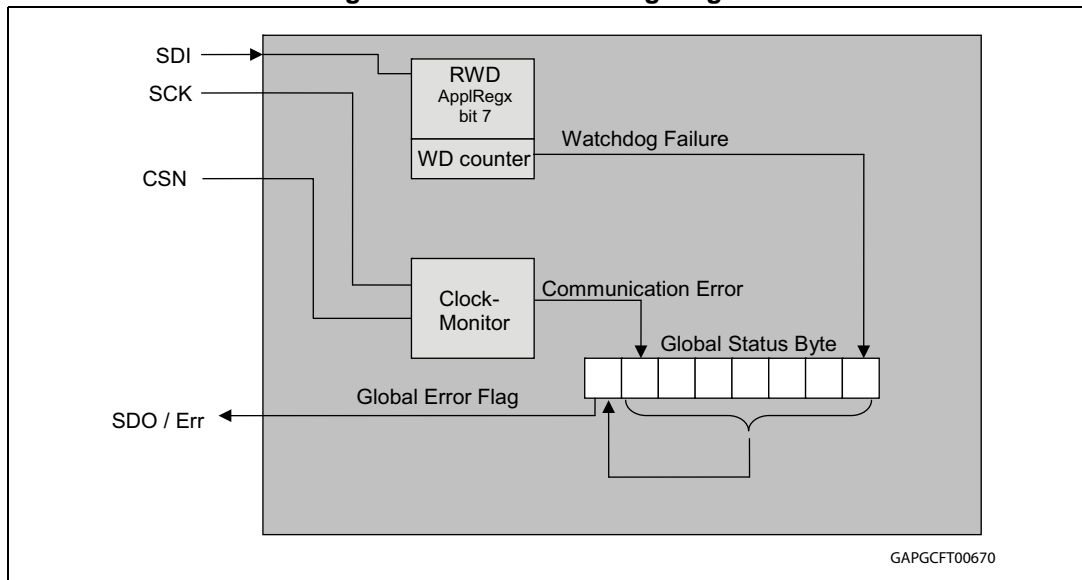 SDI
RWD
SCK
ApplRegx
bit 7
Watchdog Failure
WD counter
CSN
Communication Error
Clock-
Monitor
Global Status Byte
Global Error Flag
SDO / Err
GAPGCFT00670